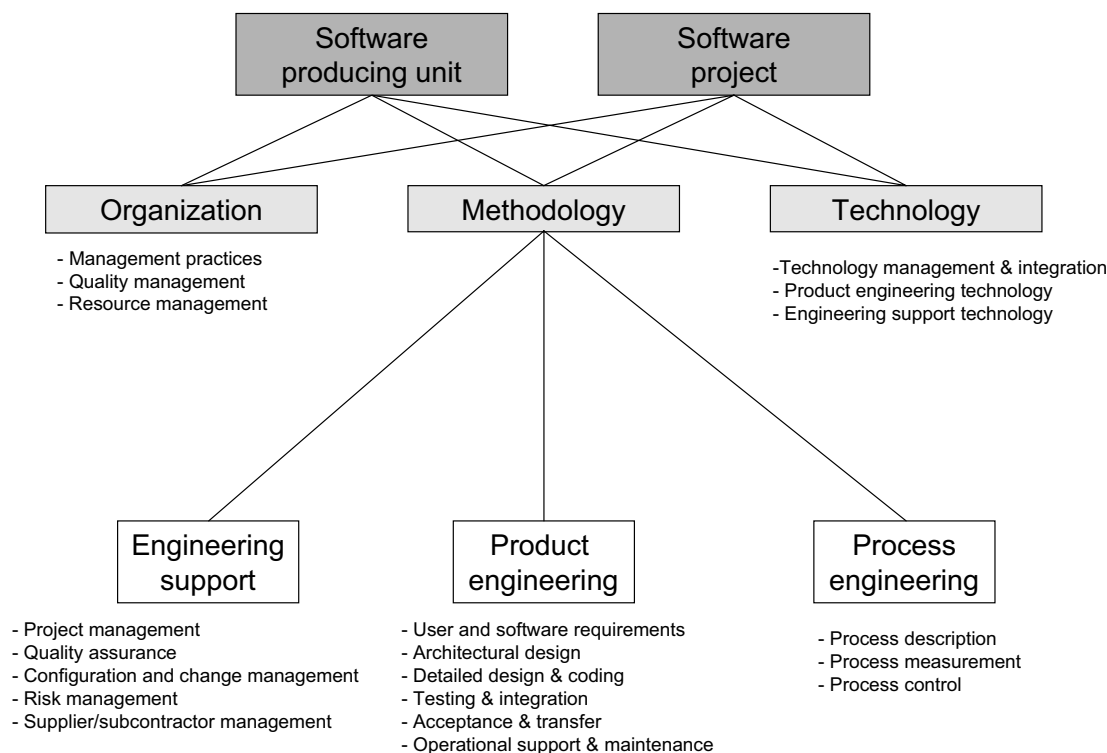 Software
producing unit
Software
project
Organization
Methodology
Technology
- Management practices
- Quality management
- Resource management
-Technology management & integration
- Product engineering technology
- Engineering support technology
Engineering
support
Product
engineering
Process
engineering
- Project management
- Quality assurance
- Configuration and change management
- Risk management
- Supplier/subcontractor management
- User and software requirements
- Architectural design
- Detailed design & coding
- Testing & integration
- Acceptance & transfer
- Operational support & maintenance
- Process description
- Process measurement
- Process control